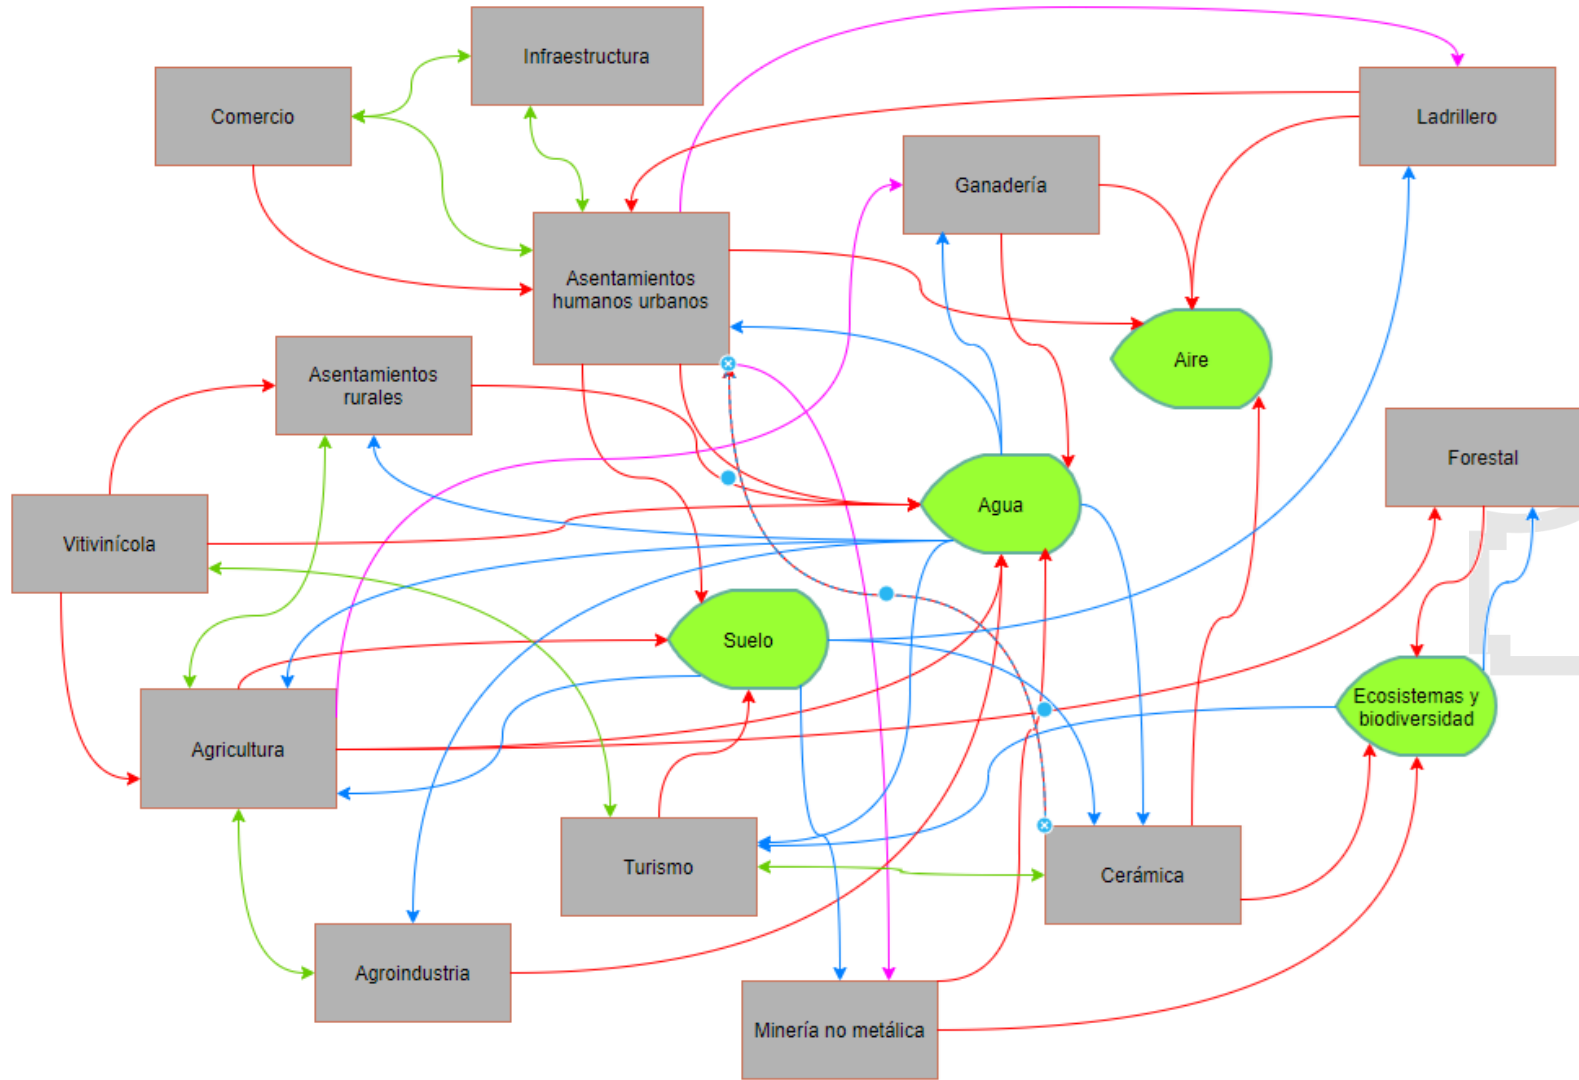 Infraestructura
Comercio
Ladrillero
Ganadería
Asentamientos
humanos urbanos
Aire
Asentamientos
rurales
Forestal
Agua
Vitivinícola
Suelo
Ecosistemas y
biodiversidad
Agricultura
Turismo
Cerámica
Agroindustria
Minería no metálica